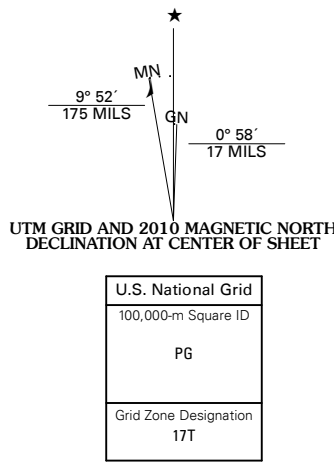 ★
MN
GN
9° 52´
175 MILS
0° 58´
17 MILS
UTM GRID AND 2010 MAGNETIC NORTH
DECLINATION AT CENTER OF SHEET
U.S. National Grid
100,000-m Square ID
PG
Grid Zone Designation
17T